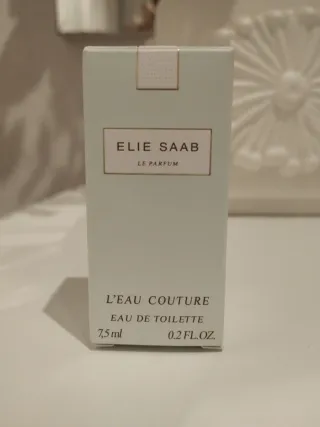 ELIE SAAB
LE PARFUM
L'EAU COUTURE
EAU DE TOILETTE
7,5 ml 0.2 FL.OZ.